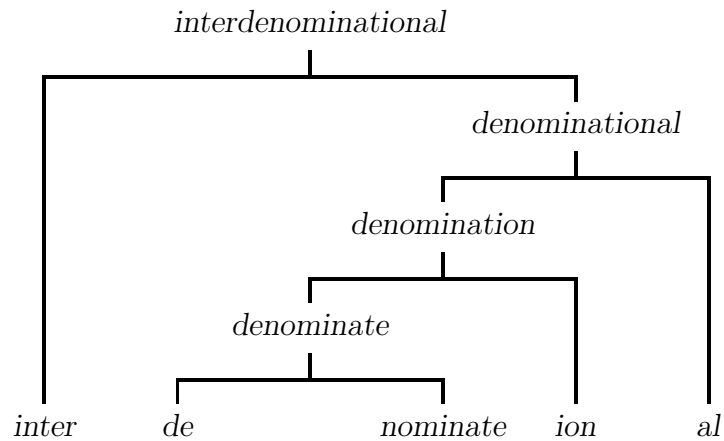 interdenominational
denominational
denomination
denominate
inter de nominate ion al